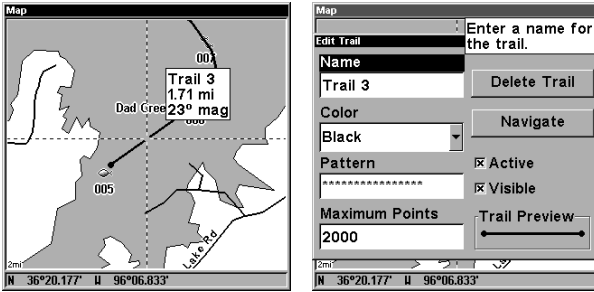 Map
007
Trail 3
1.71 mi
23° mag
Dad Gree
006
005
Lake Rd
2mi
N 36°20.177' W 96°06.833'
Map
Enter a name for
the trail.
Edit Trail
Name
Trail 3
Delete Trail
Color
Navigate
Black
Pattern
Active
****************
Visible
Maximum Points
Trail Preview
2000
2mi
N 36°20.177' W 96°06.833'